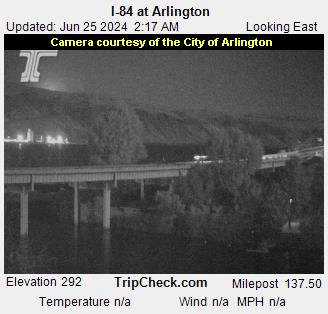 I-84 at Arlington
Updated: Jun 25 2024 2:17 AM Looking East
Camera courtesy of the City of Arlington
Elevation 292 TripCheck.com Milepost 137.50
Temperature n/a Wind n/a MPH n/a